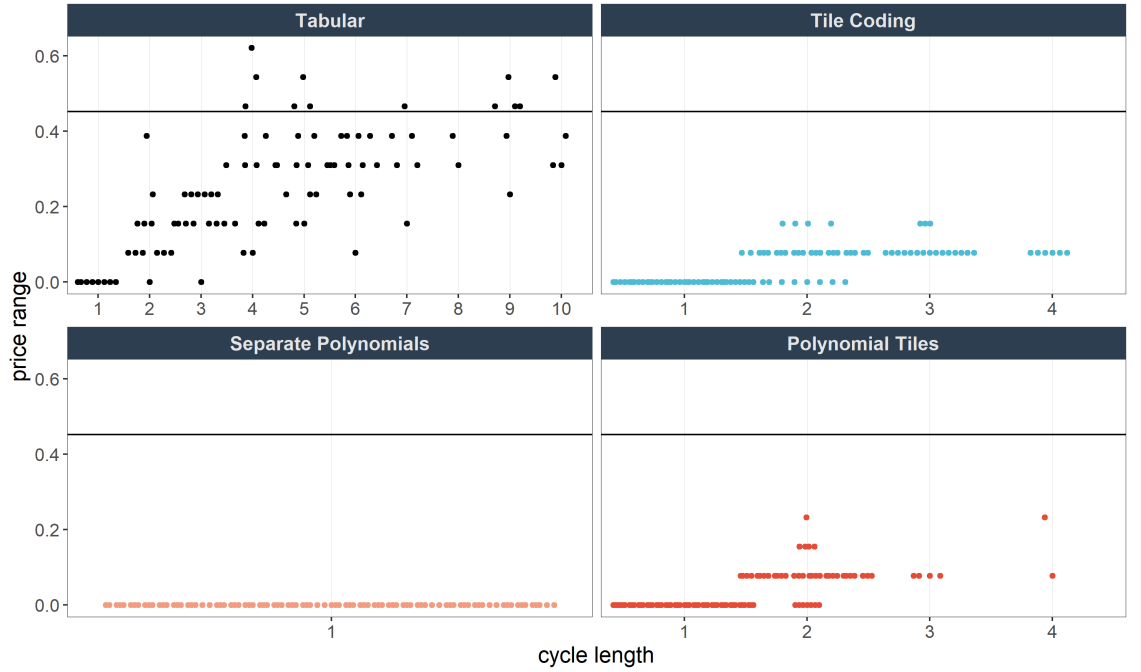 Tabular
Tile Coding
0.6
0.4
0.2
0.0
1 2 3 4 5 6 7 8 9 10
1 2 3 4
Separate Polynomials
Polynomial Tiles
0.6
0.4
0.2
0.0
1
1 2 3 4
price range
cycle length